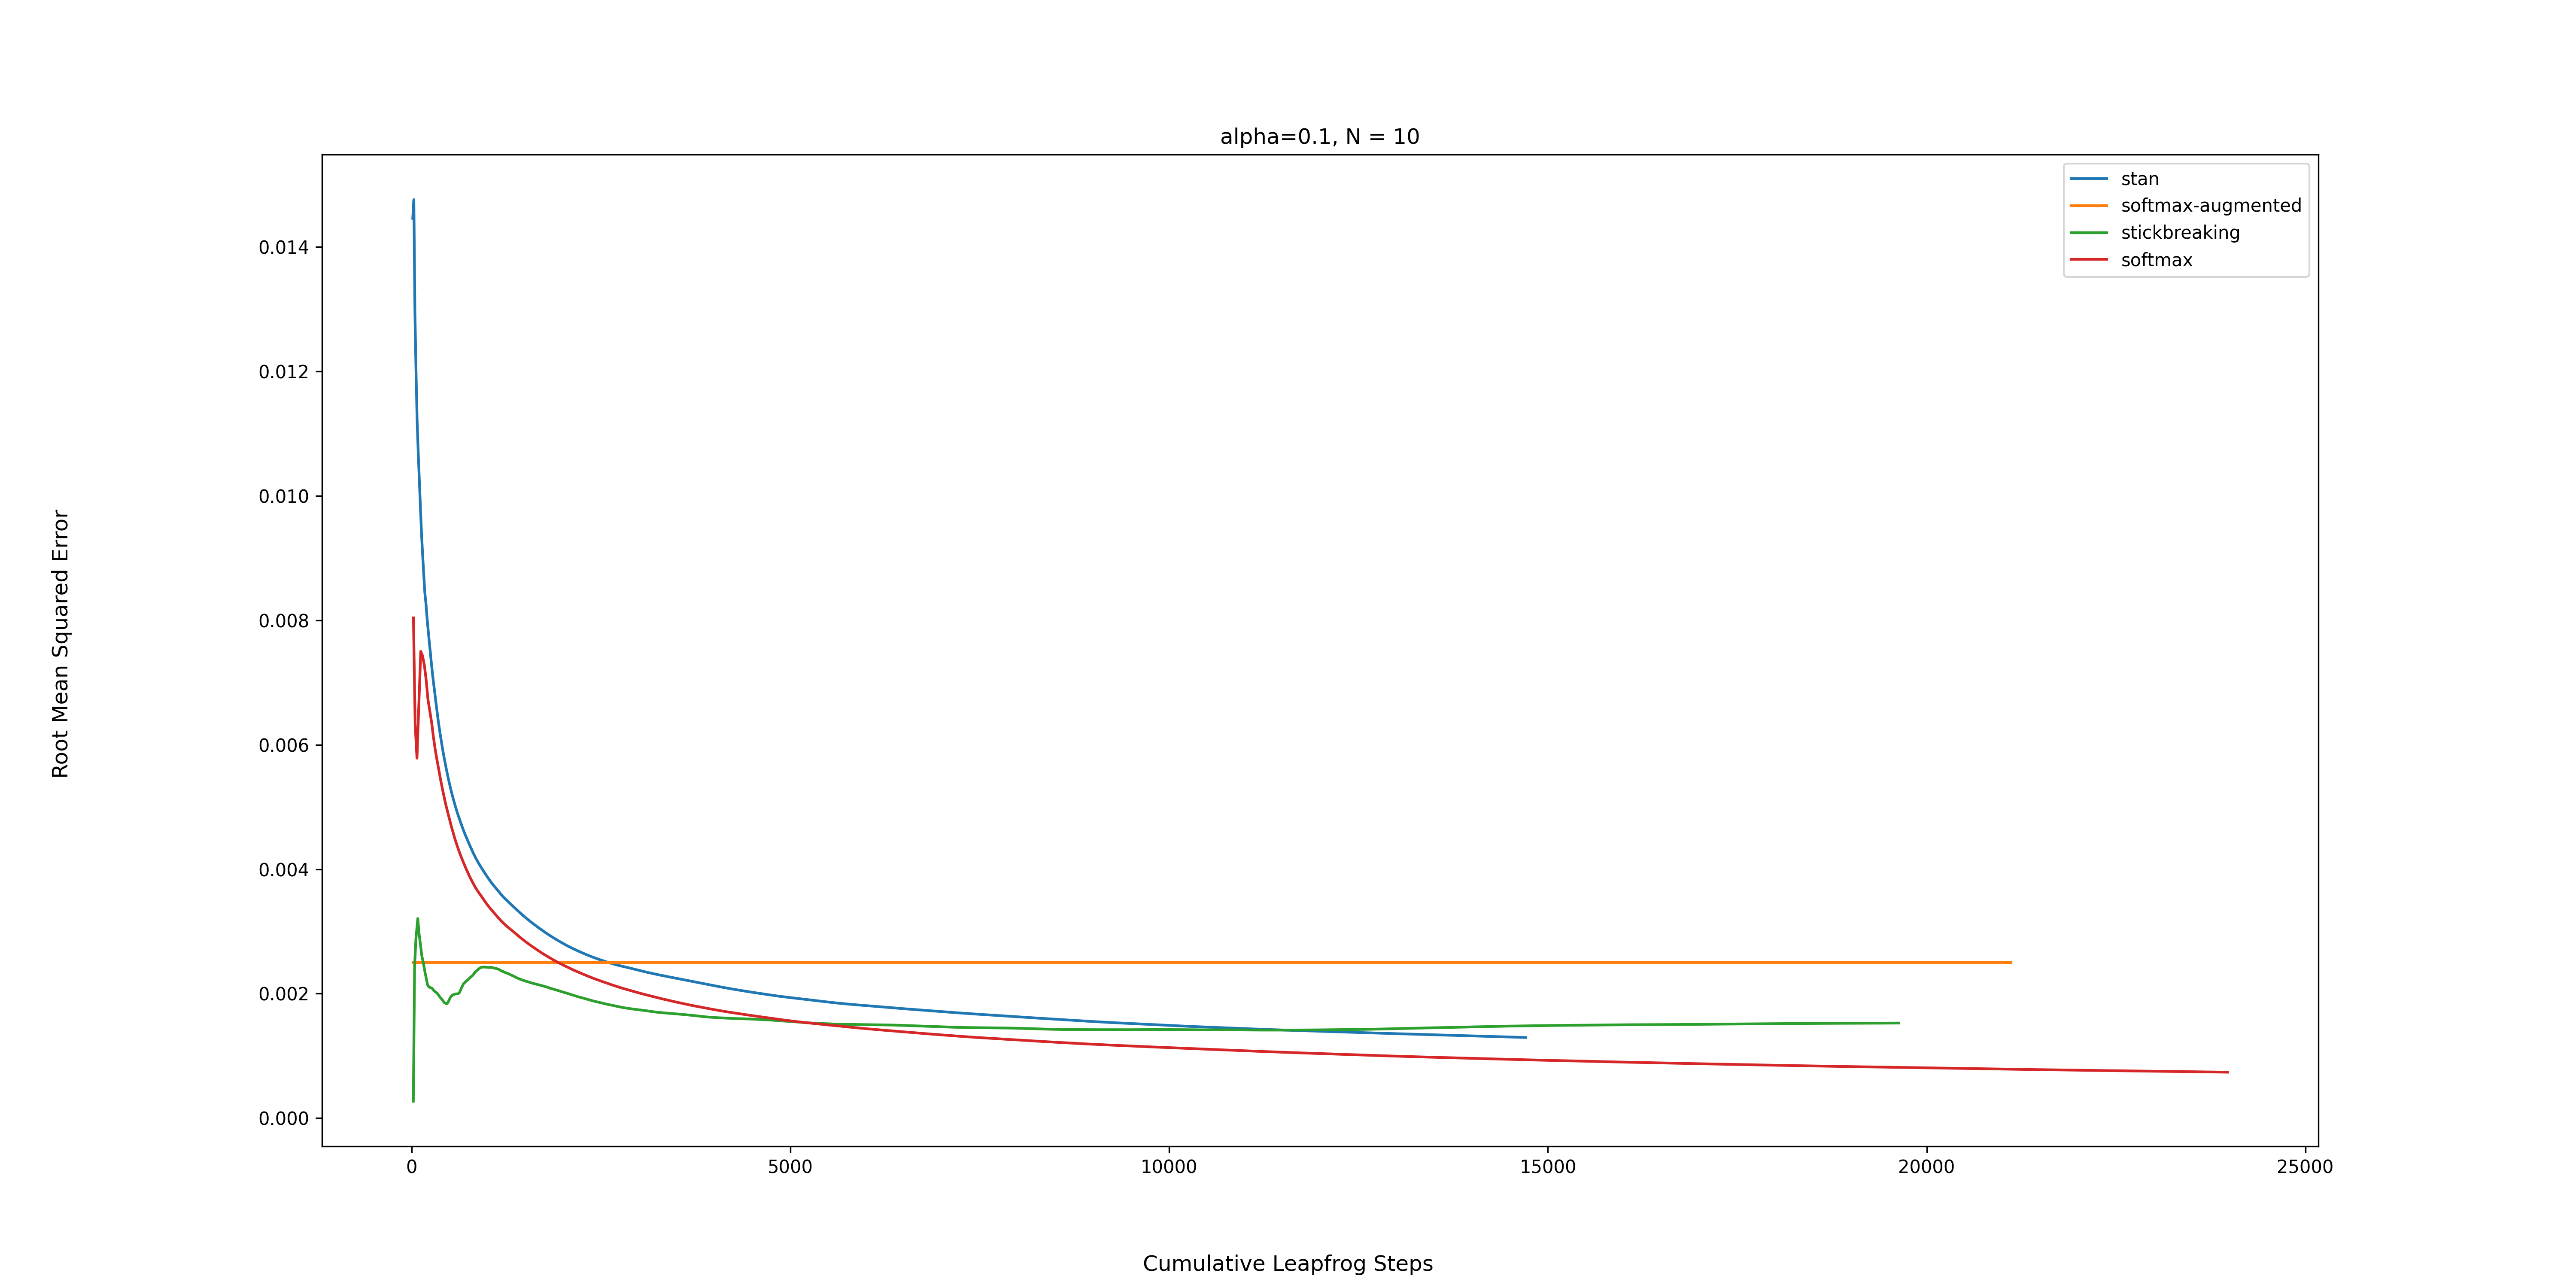 alpha=0.1, N = 10
stan
softmax-augmented
stickbreaking
softmax
0.014
0.012
0.010
0.008
0.006
0.004
0.002
0.000
Root Mean Squared Error
0 5000 10000 15000 20000 25000
Cumulative Leapfrog Steps